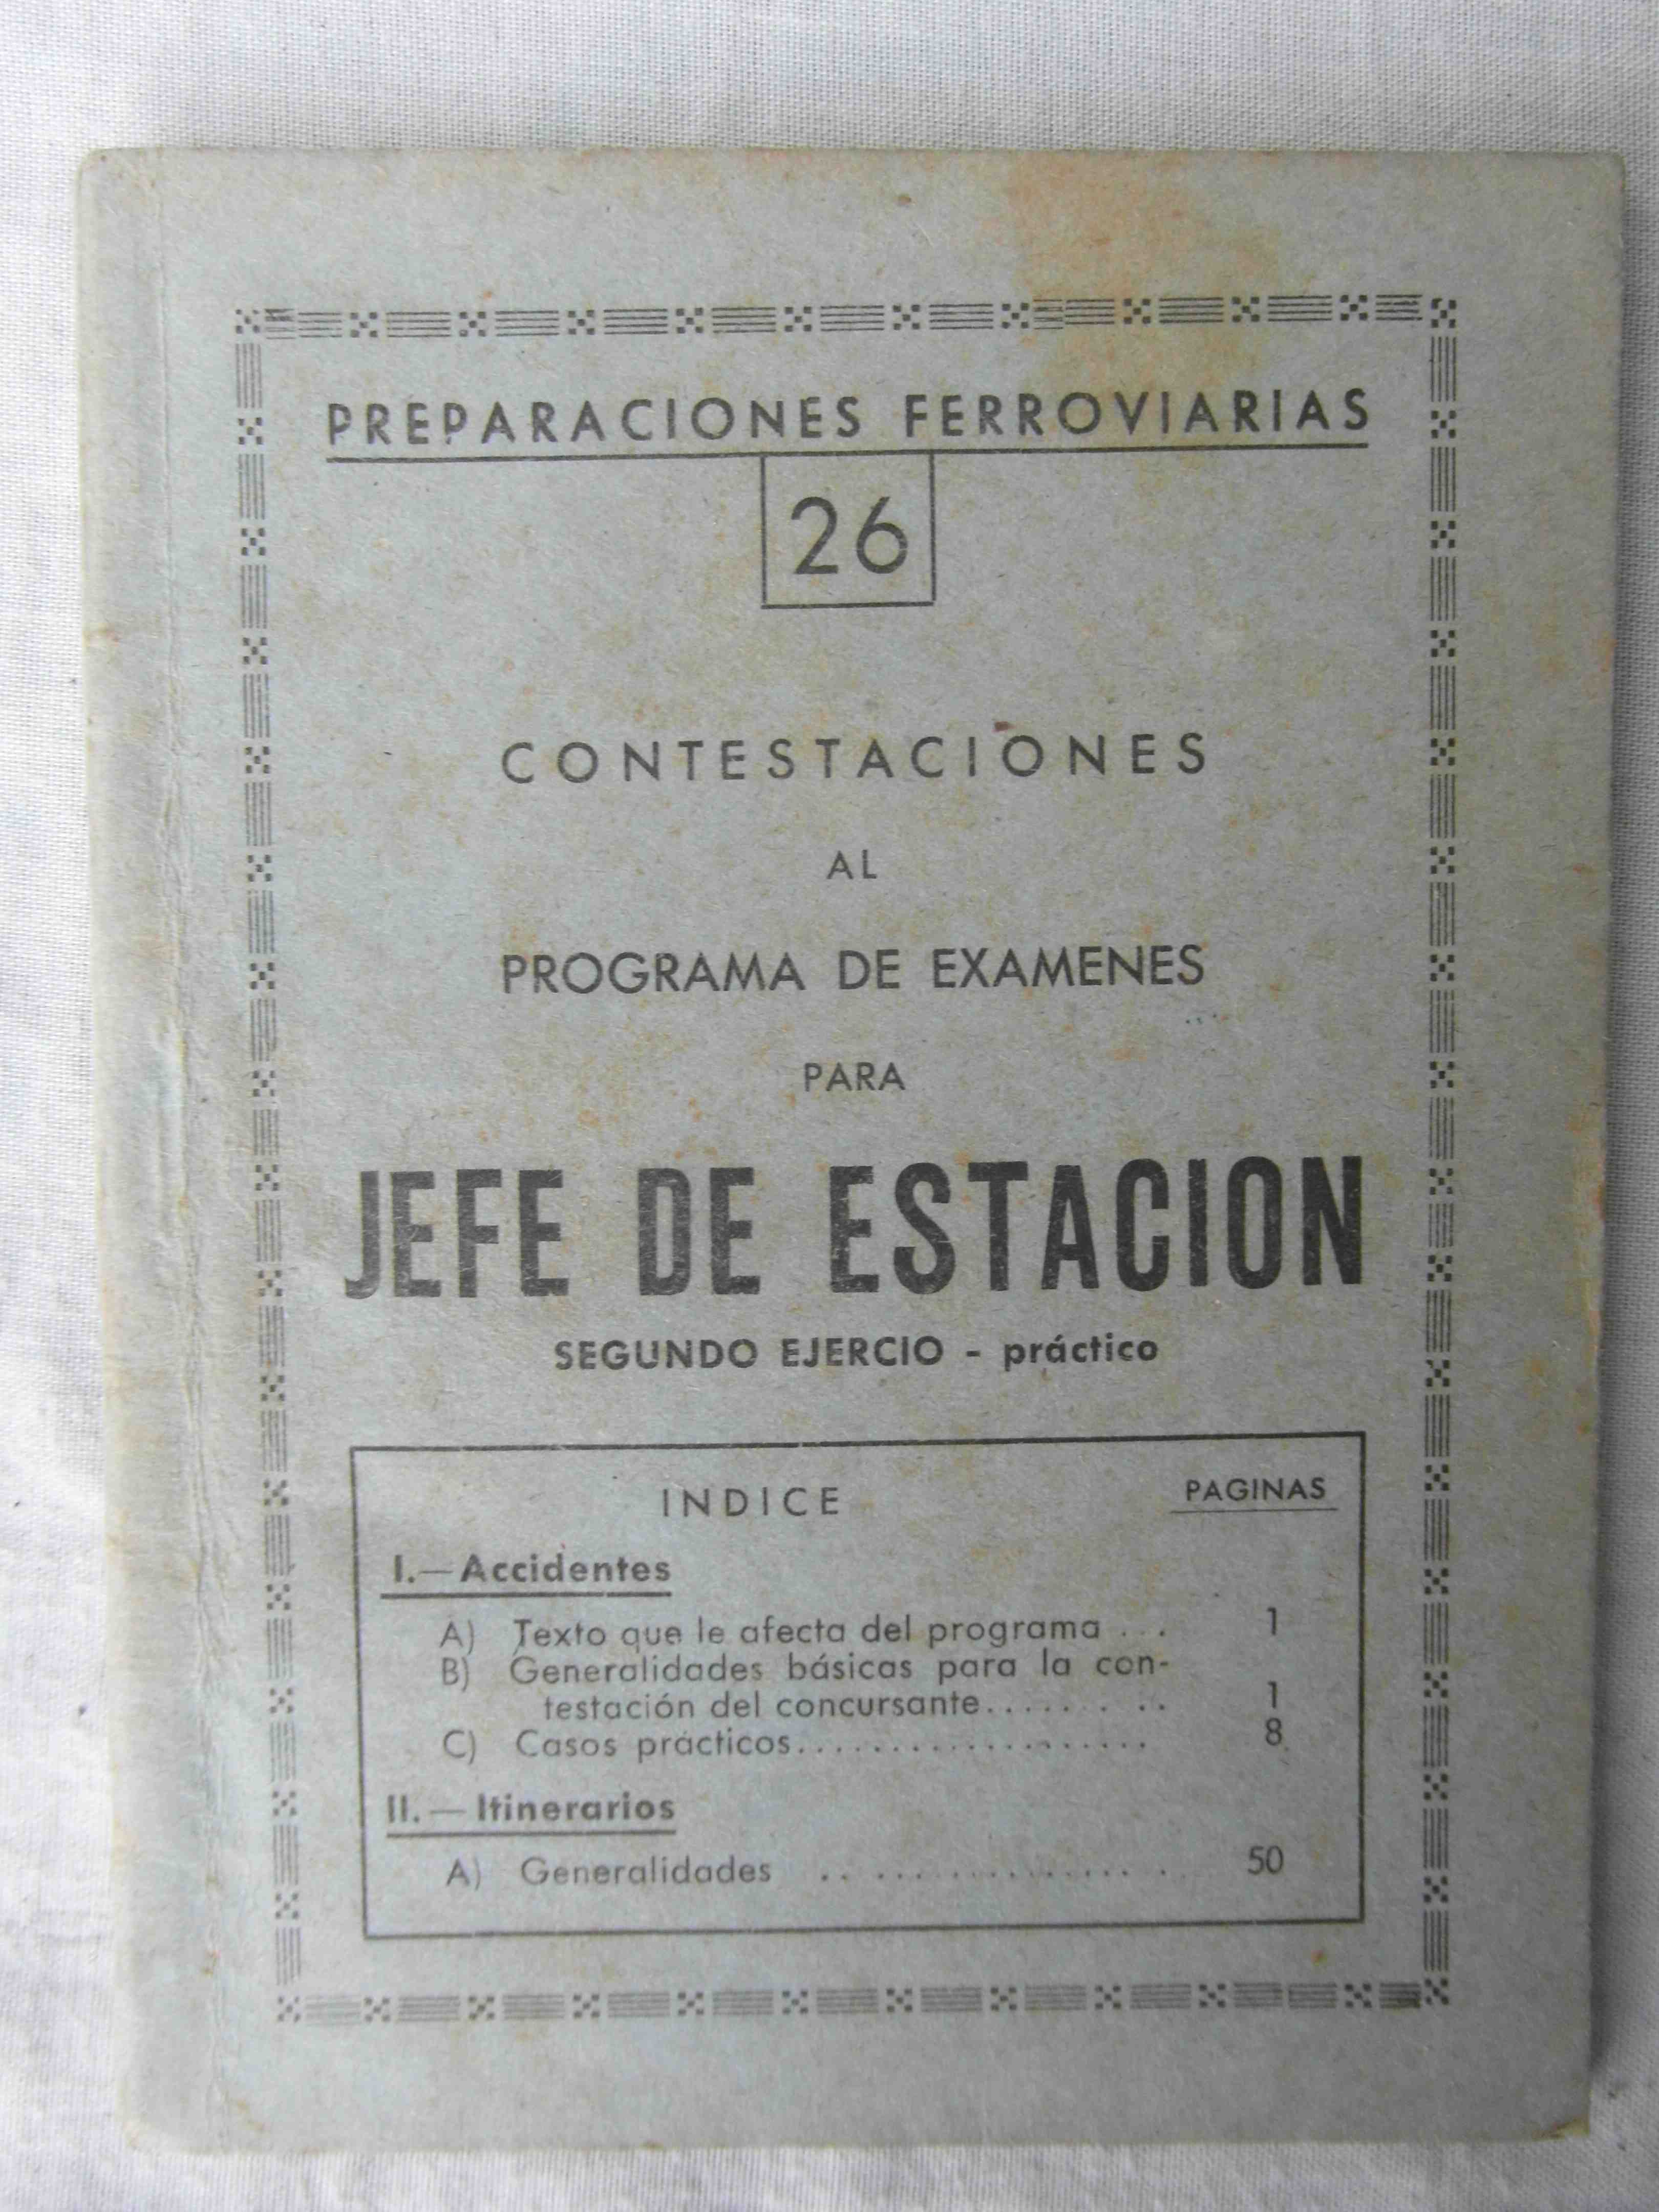 PREPARACIONES FERROVIARIAS
26
CONTESTACIONES
AL
PROGRAMA DE EXAMENES
PARA
JEFE DE ESTACION
SEGUNDO EJERCIO - práctico
INDICE PAGINAS
I.—Accidentes
A) Texto que le afecta del programa ... 1
B) Generalidades básicas para la con-
testación del concursante......... 1
C) Casos prácticos................... 8
II.—Itinerarios
A) Generalidades .................. 50